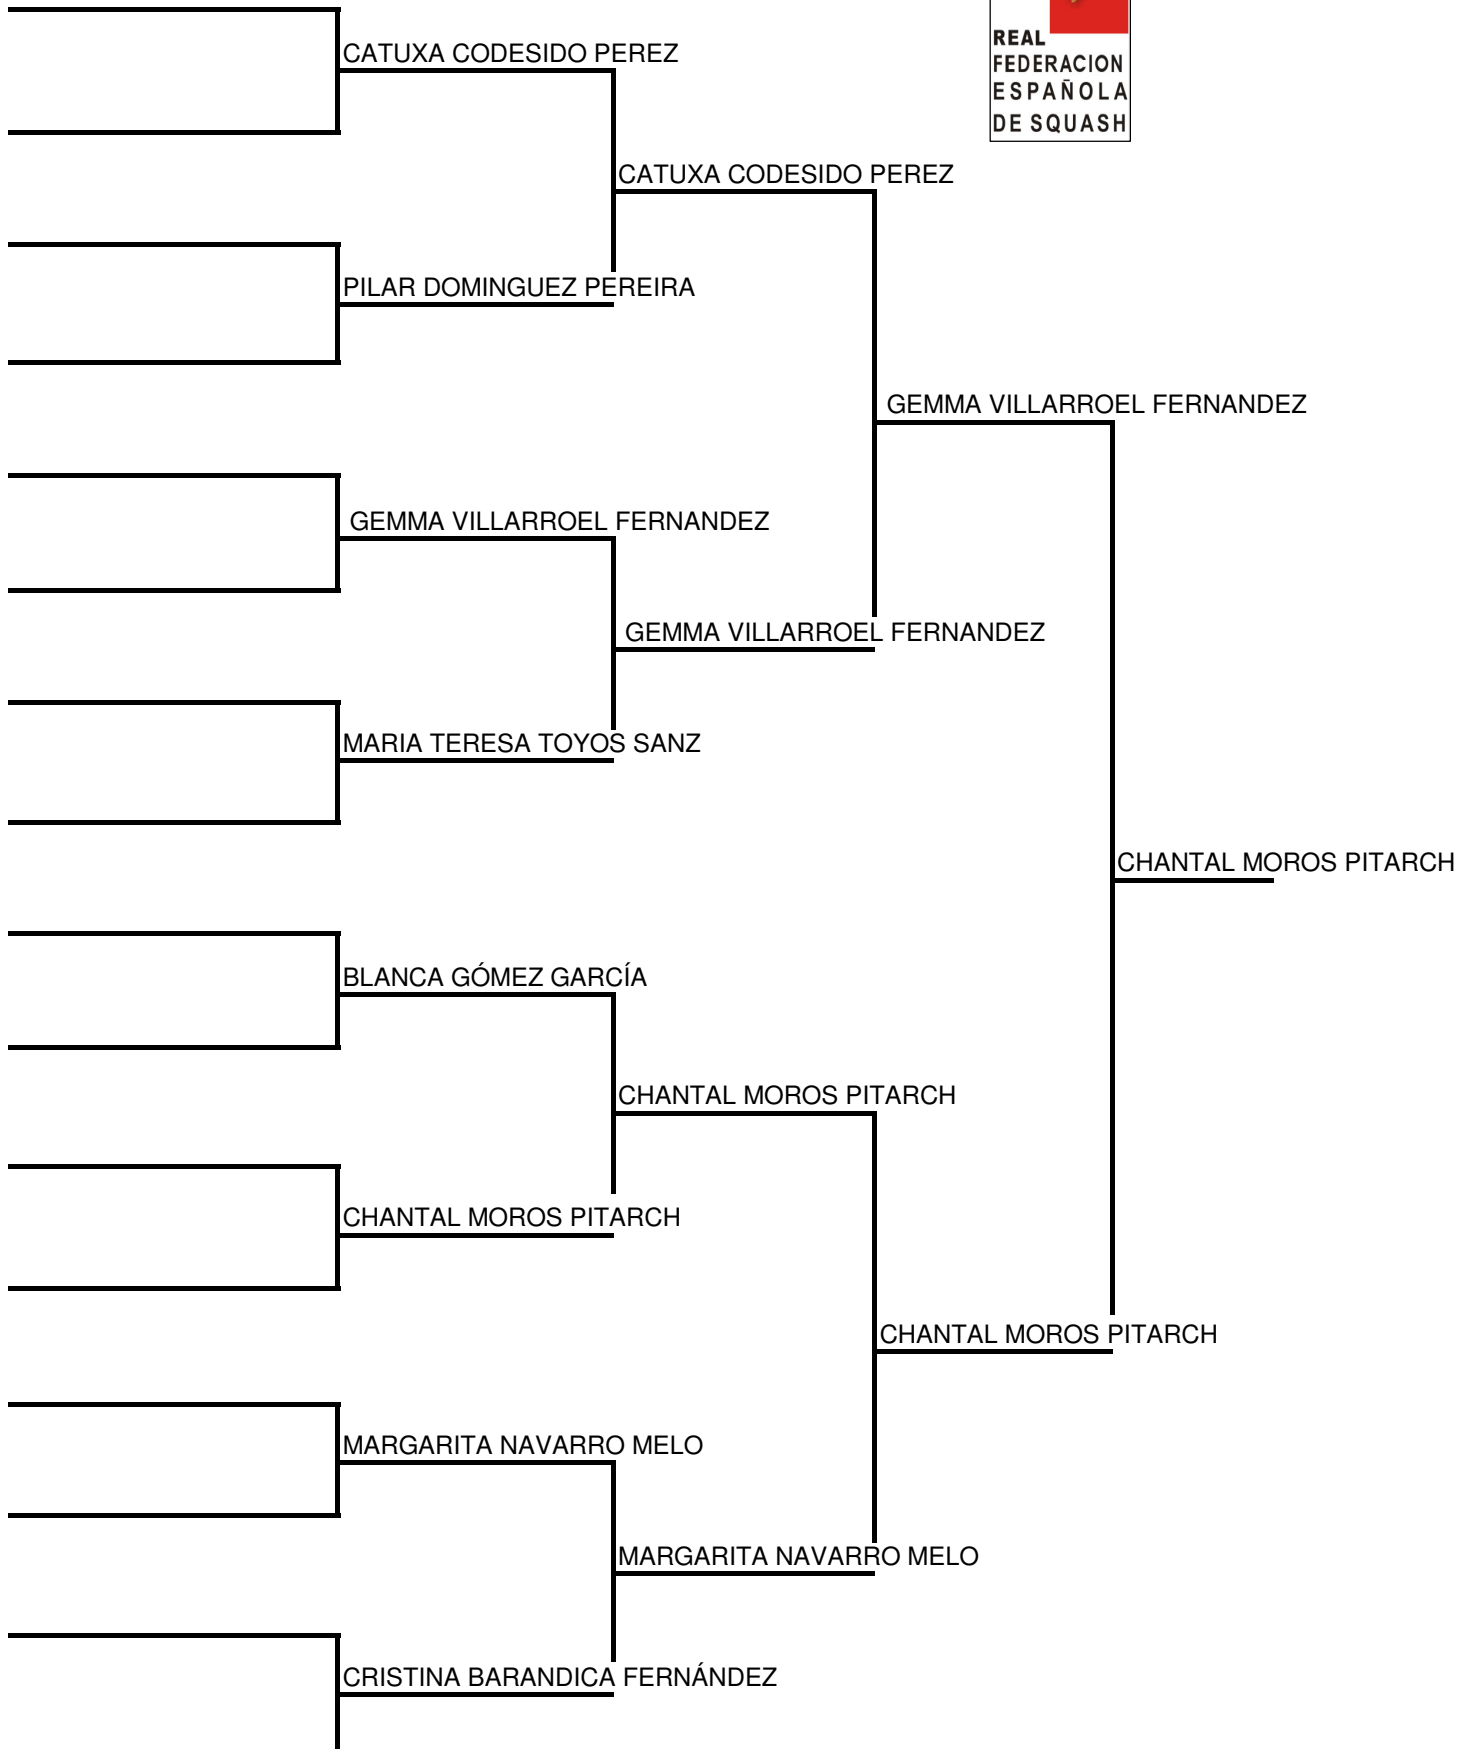 REAL
FEDERACION
ESPAÑOLA
DE SQUASH
CATUXA CODESIDO PEREZ
CATUXA CODESIDO PEREZ
PILAR DOMINGUEZ PEREIRA
GEMMA VILLARROEL FERNANDEZ
GEMMA VILLARROEL FERNANDEZ
GEMMA VILLARROEL FERNANDEZ
MARIA TERESA TOYOS SANZ
CHANTAL MOROS PITARCH
BLANCA GÓMEZ GARCÍA
CHANTAL MOROS PITARCH
CHANTAL MOROS PITARCH
CHANTAL MOROS PITARCH
MARGARITA NAVARRO MELO
MARGARITA NAVARRO MELO
CRISTINA BARANDICA FERNÁNDEZ